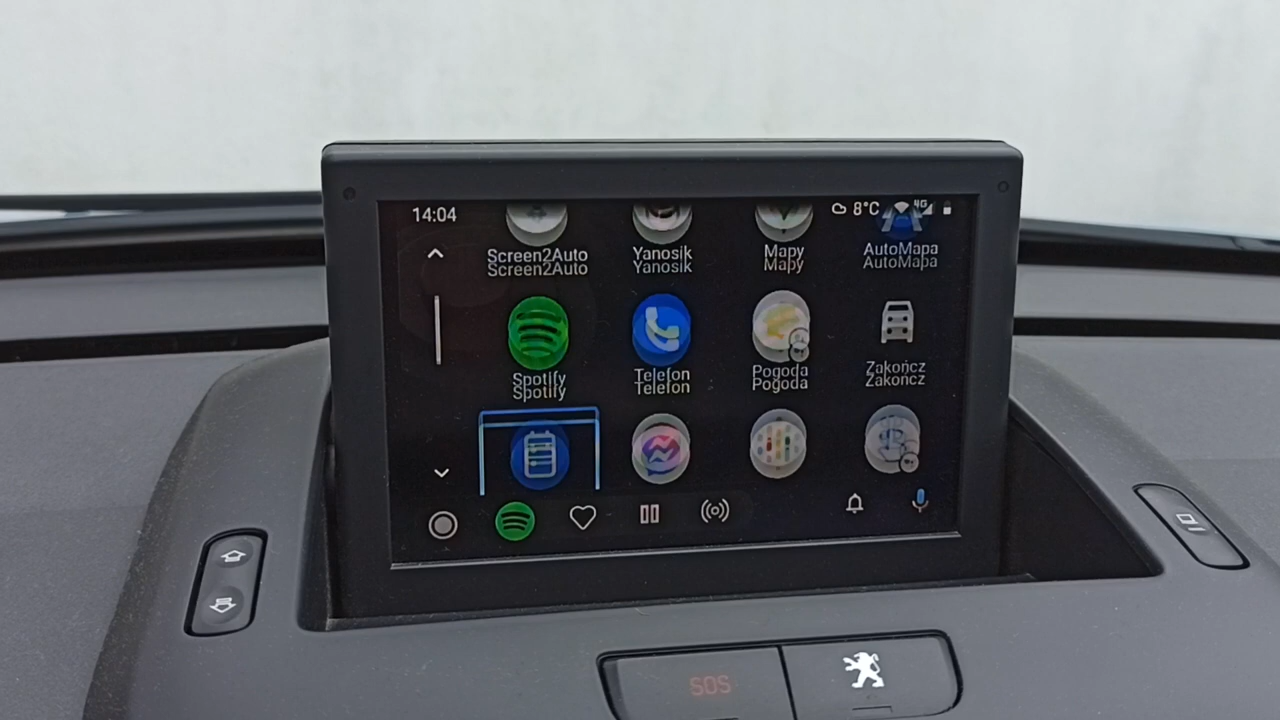 14:04
8°C
4G
Screen2Auto
Screen2Auto
Yanosik
Yanosik
Mapy
Mapy
AutoMapa
AutoMapa
Spotify
Spotify
Telefon
Telefon
Pogoda
Pogoda
Zakończ
Zakończ
SOS